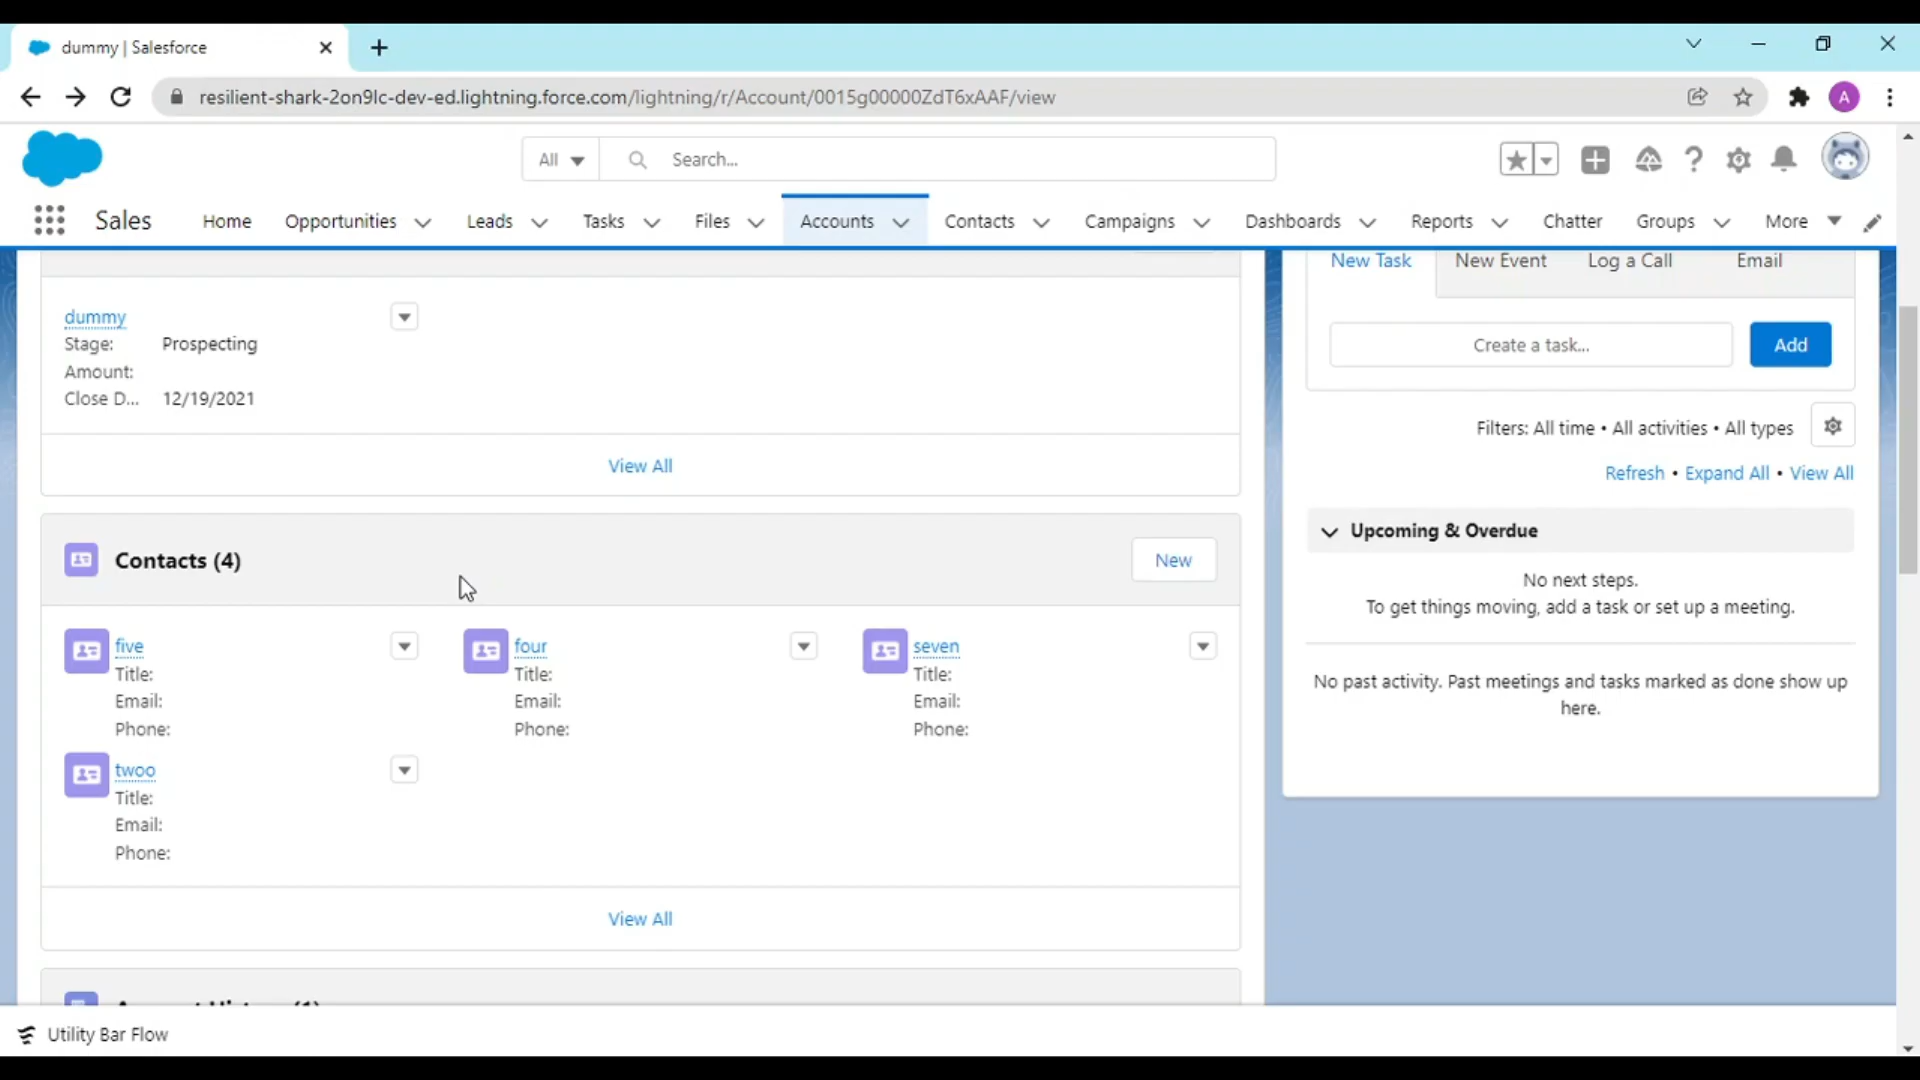 dummy | Salesforce
resilient-shark-2on9lc-dev-ed.lightning.force.com/lightning/r/Account/0015g00000ZdT6xAAF/view
A
All
Search...
Sales
Home
Opportunities
Leads
Tasks
Files
Accounts
Contacts
Campaigns
Dashboards
Reports
Chatter
Groups
More
dummy
Stage: Prospecting
Amount:
Close D... 12/19/2021
View All
Contacts (4)
New
five
Title:
Email:
Phone:
four
Title:
Email:
Phone:
seven
Title:
Email:
Phone:
twoo
Title:
Email:
Phone:
View All
New Task
New Event
Log a Call
Email
Create a task...
Add
Filters: All time • All activities • All types
Refresh • Expand All • View All
Upcoming & Overdue
No next steps.
To get things moving, add a task or set up a meeting.
No past activity. Past meetings and tasks marked as done show up
here.
Utility Bar Flow